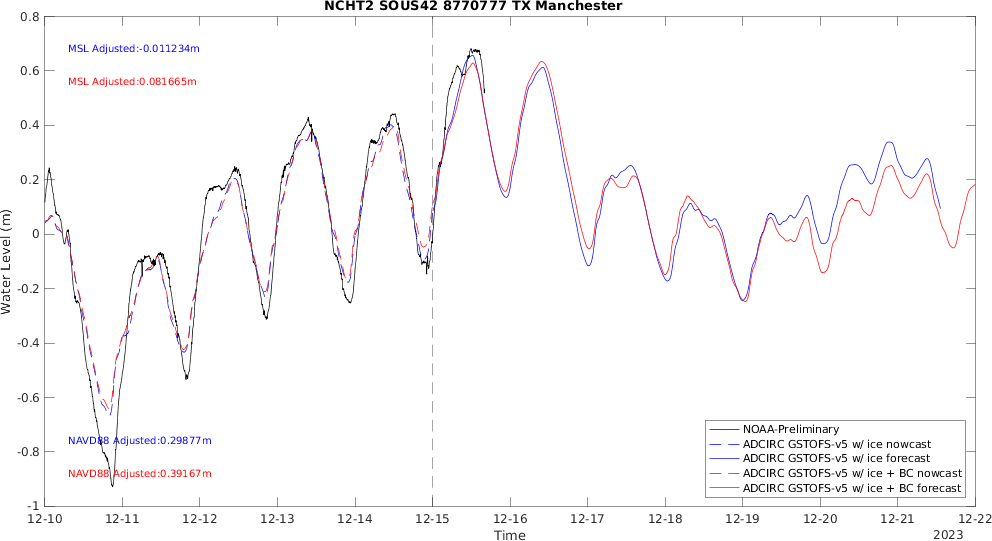 NCHT2 SOUS42 8770777 TX Manchester
MSL Adjusted:-0.011234m
MSL Adjusted:0.081665m
NAVD88 Adjusted:0.29877m
NAVD88 Adjusted:0.39167m
Water Level (m)
0.8
0.6
0.4
0.2
0
-0.2
-0.4
-0.6
-0.8
-1
NOAA-Preliminary
ADCIRC GSTOFS-v5 w/ ice nowcast
ADCIRC GSTOFS-v5 w/ ice forecast
ADCIRC GSTOFS-v5 w/ ice + BC nowcast
ADCIRC GSTOFS-v5 w/ ice + BC forecast
12-10 12-11 12-12 12-13 12-14 12-15 12-16 12-17 12-18 12-19 12-20 12-21 12-22
Time
2023